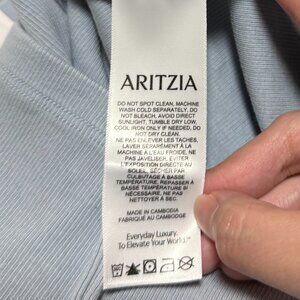 ARITZIA
DO NOT SPOT CLEAN, MACHINE
WASH COLD SEPARATELY, DO
NOT BLEACH, AVOID DIRECT
SUNLIGHT, TUMBLE DRY LOW,
COOL IRON ONLY IF NEEDED, DO
NOT DRY CLEAN.
NE PAS ENLEVER LES TACHES,
LAVER SÉPARÉMENT À LA
MACHINE À L'EAU FROIDE, NE
PAS JAVELISER, ÉVITER
L'EXPOSITION DIRECTE AU
SOLEIL, SÉCHER PAR
CULBUTAGE À BASSE
TEMPÉRATURE, REPASSER À
BASSE TEMPÉRATURE SI
NÉCESSAIRE, NE PAS
NETTOYER À SEC.
MADE IN CAMBODIA
FABRIQUÉ AU CAMBODGE
Everyday Luxury.
To Elevate Your World.™